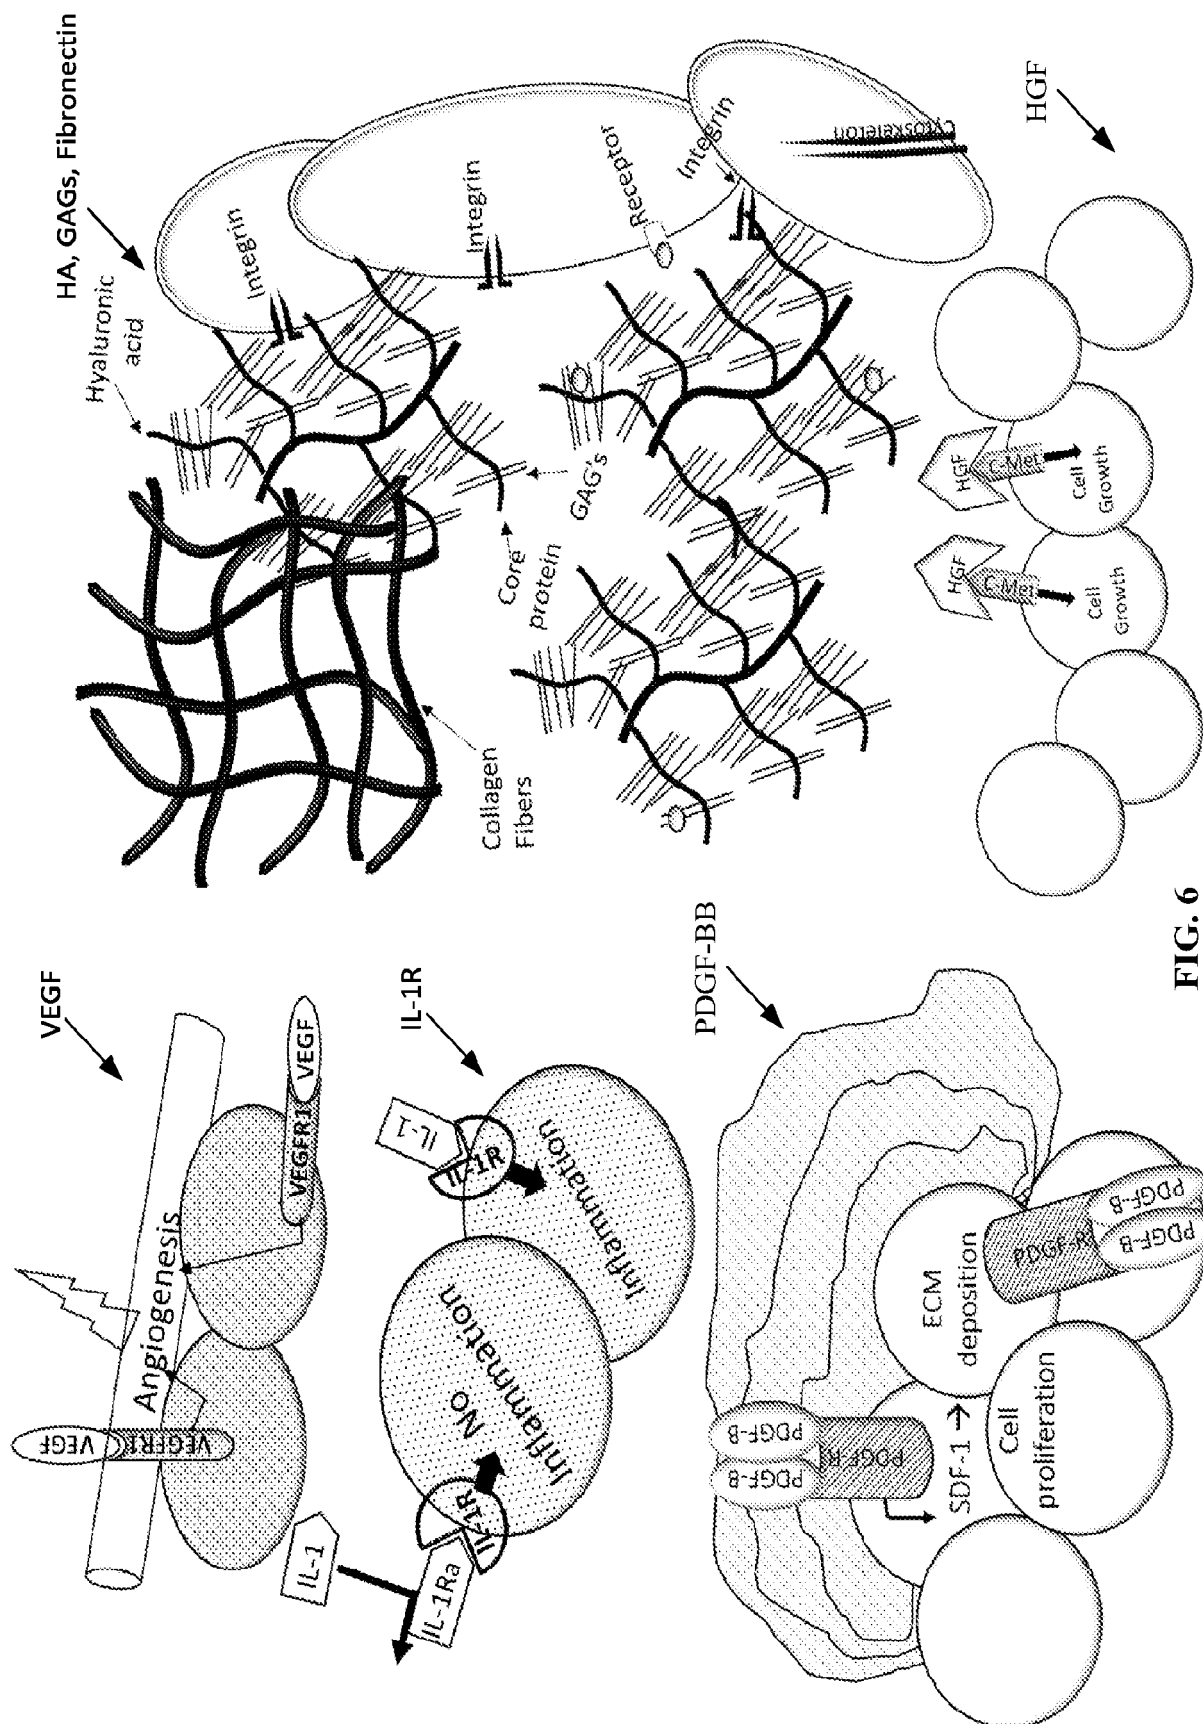 VEGF
VEGF
VEGFR1
Angiogenesis
VEGFR1
VEGF
HA, GAGs, Fibronectin
Hyaluronic
acid
Integrin
Integrin
Receptor
Integrin
Cytoskeleton
Collagen
Fibers
Core
protein
GAG's
IL-1R
IL-1
IL-1Ra
IL-1R
No
Inflammation
IL-1
IL-1R
Inflammation
PDGF-BB
PDGF-B
PDGF-B
PDGF-R
SDF-1 →
ECM
deposition
Cell
proliferation
PDGF-R
PDGF-B
PDGF-B
HGF
HGF
C-Met
Cell
Growth
HGF
C-Met
Cell
Growth
FIG. 6